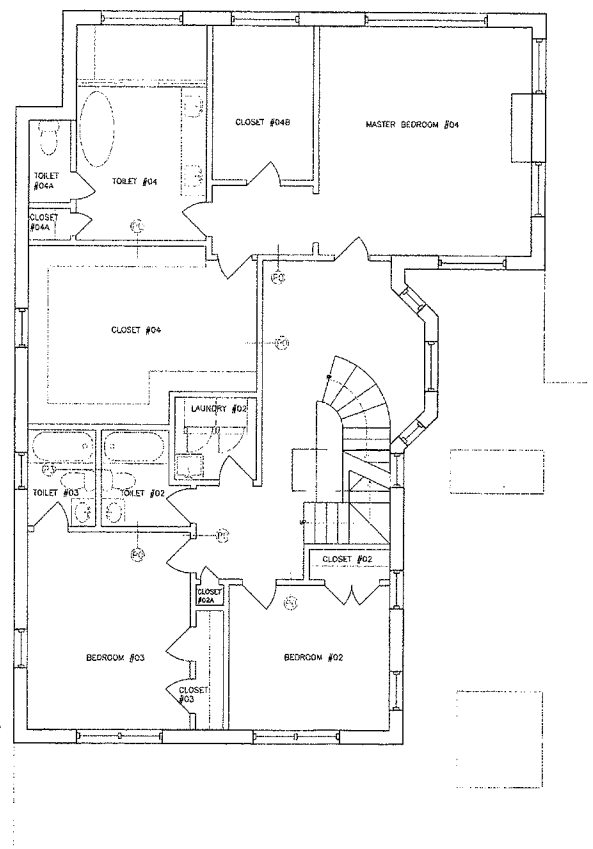 CLOSET #04B
MASTER BEDROOM #04
TOILET
#04A
TOILET #04
CLOSET
#04A
CLOSET #04
LAUNDRY #02
TOILET #03
TOILET #02
CLOSET #02
CLOSET
#02A
BEDROOM #03
BEDROOM #02
CLOSET
#03